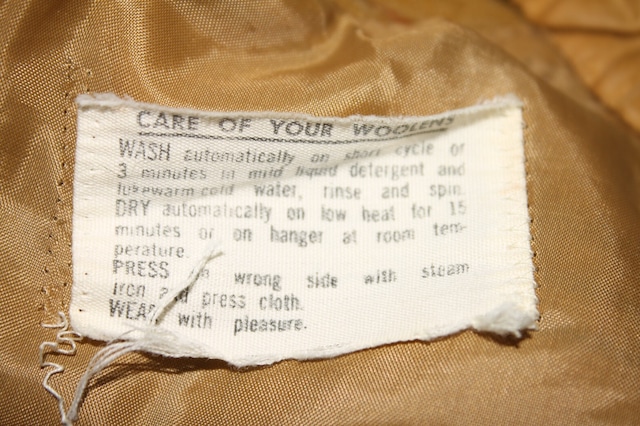 CARE OF YOUR WOOLENS
WASH automatically on short cycle or
3 minutes in mild liquid detergent and
lukewarm-cold water, rinse and spin.
DRY automatically on low heat for 15
minutes or on hanger at room tem-
perature.
PRESS on wrong side with steam
iron and press cloth.
WEAR with pleasure.